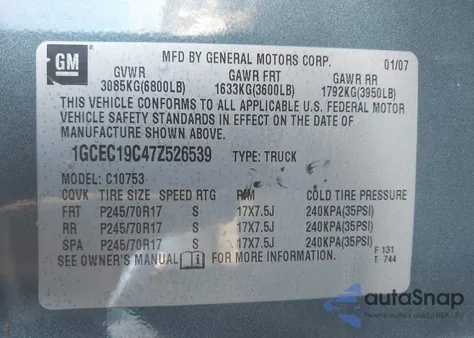 GM
MFD BY GENERAL MOTORS CORP. 01/07
GVWR GAWR FRT GAWR RR
3085KG(6800LB) 1633KG(3600LB) 1792KG(3950LB)
THIS VEHICLE CONFORMS TO ALL APPLICABLE U.S. FEDERAL MOTOR
VEHICLE SAFETY STANDARDS IN EFFECT ON THE DATE OF
MANUFACTURE SHOWN ABOVE.
1GCEC19C47Z526539 TYPE: TRUCK
MODEL: C10753
CQVK TIRE SIZE SPEED RTG RIM COLD TIRE PRESSURE
FRT P245/70R17 S 17X7.5J 240KPA(35PSI)
RR P245/70R17 S 17X7.5J 240KPA(35PSI)
SPA P245/70R17 S 17X7.5J 240KPA(35PSI)
SEE OWNER'S MANUAL FOR MORE INFORMATION.
F 131
T 744
autoSnap